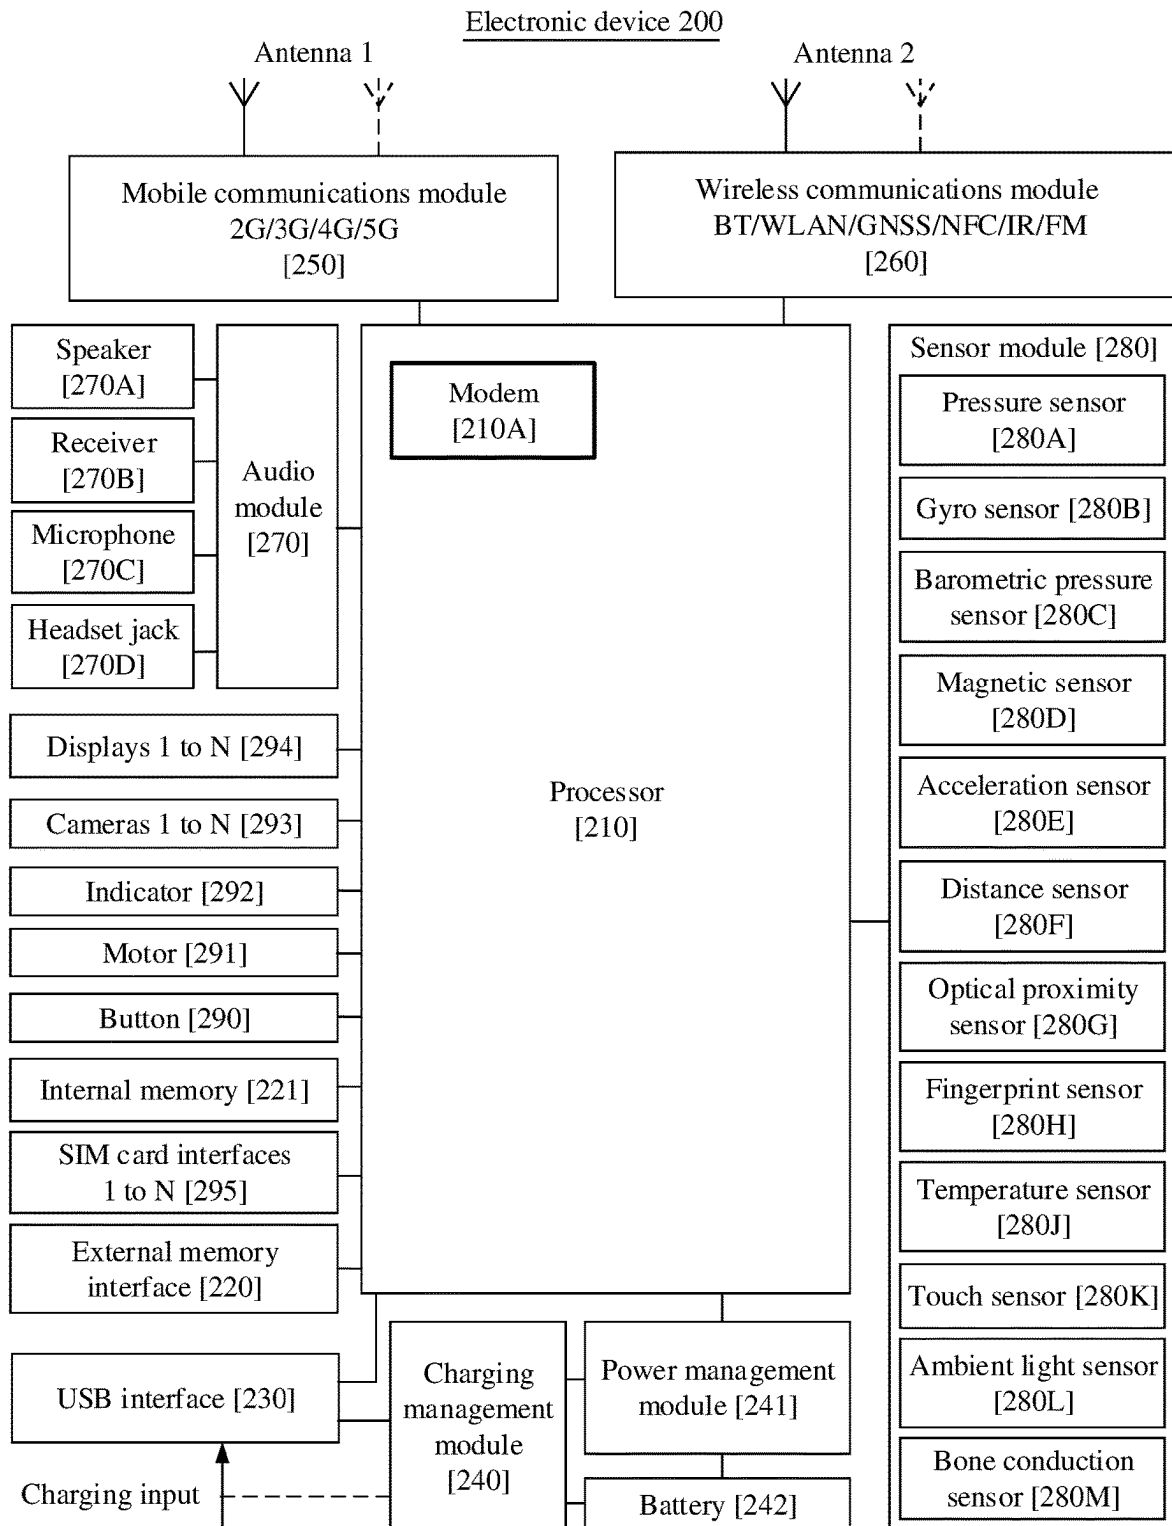 Electronic device 200
Antenna 1
Antenna 2
Mobile communications module
2G/3G/4G/5G
[250]
Wireless communications module
BT/WLAN/GNSS/NFC/IR/FM
[260]
Speaker
[270A]
Receiver
[270B]
Microphone
[270C]
Headset jack
[270D]
Audio
module
[270]
Modem
[210A]
Processor
[210]
Displays 1 to N [294]
Cameras 1 to N [293]
Indicator [292]
Motor [291]
Button [290]
Internal memory [221]
SIM card interfaces
1 to N [295]
External memory
interface [220]
USB interface [230]
Charging input
Charging
management
module
[240]
Power management
module [241]
Battery [242]
Sensor module [280]
Pressure sensor
[280A]
Gyro sensor [280B]
Barometric pressure
sensor [280C]
Magnetic sensor
[280D]
Acceleration sensor
[280E]
Distance sensor
[280F]
Optical proximity
sensor [280G]
Fingerprint sensor
[280H]
Temperature sensor
[280J]
Touch sensor [280K]
Ambient light sensor
[280L]
Bone conduction
sensor [280M]